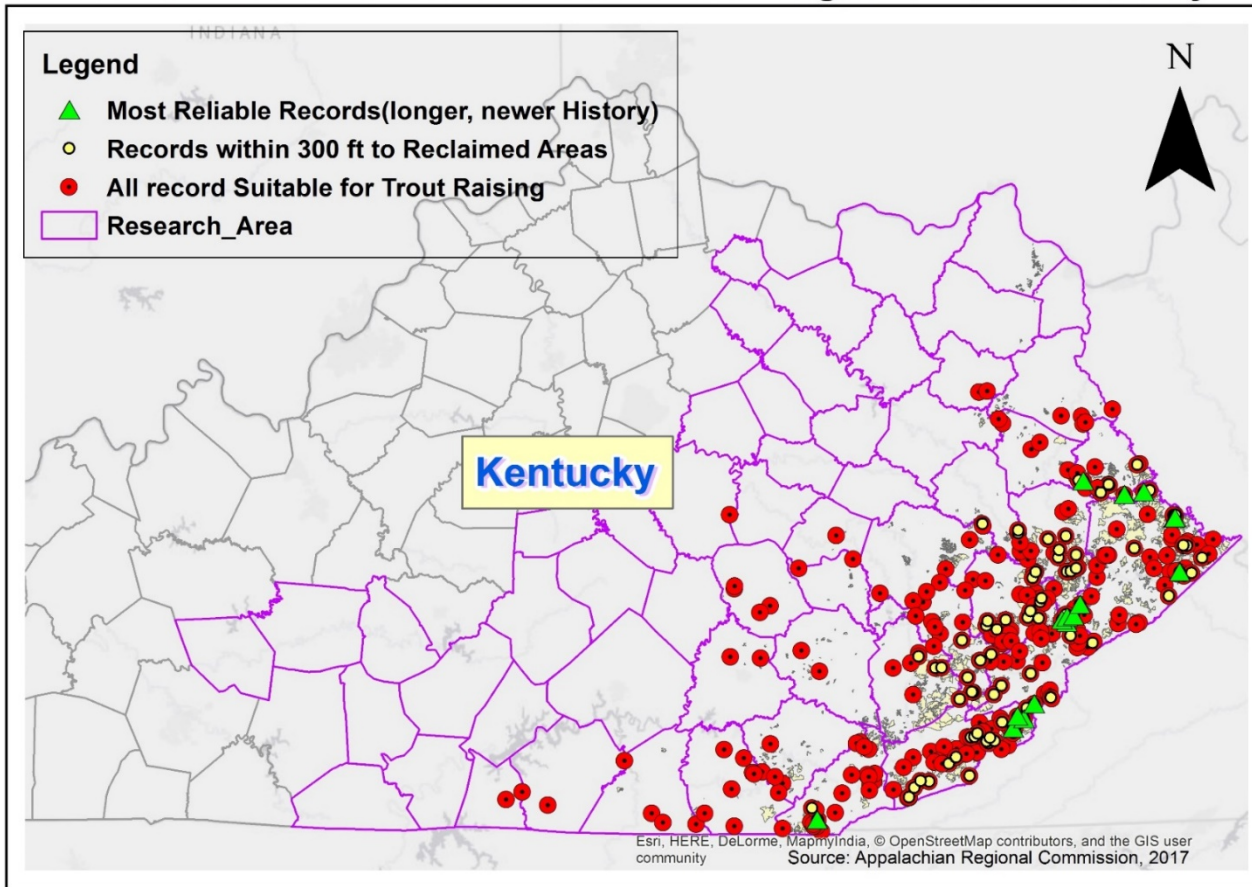 INDIANA
Legend
N
Most Reliable Records(longer, newer History)
Records within 300 ft to Reclaimed Areas
All record Suitable for Trout Raising
Research_Area
Kentucky
Esri, HERE, DeLorme, MapmyIndia, © OpenStreetMap contributors, and the GIS user
community
Source: Appalachian Regional Commission, 2017